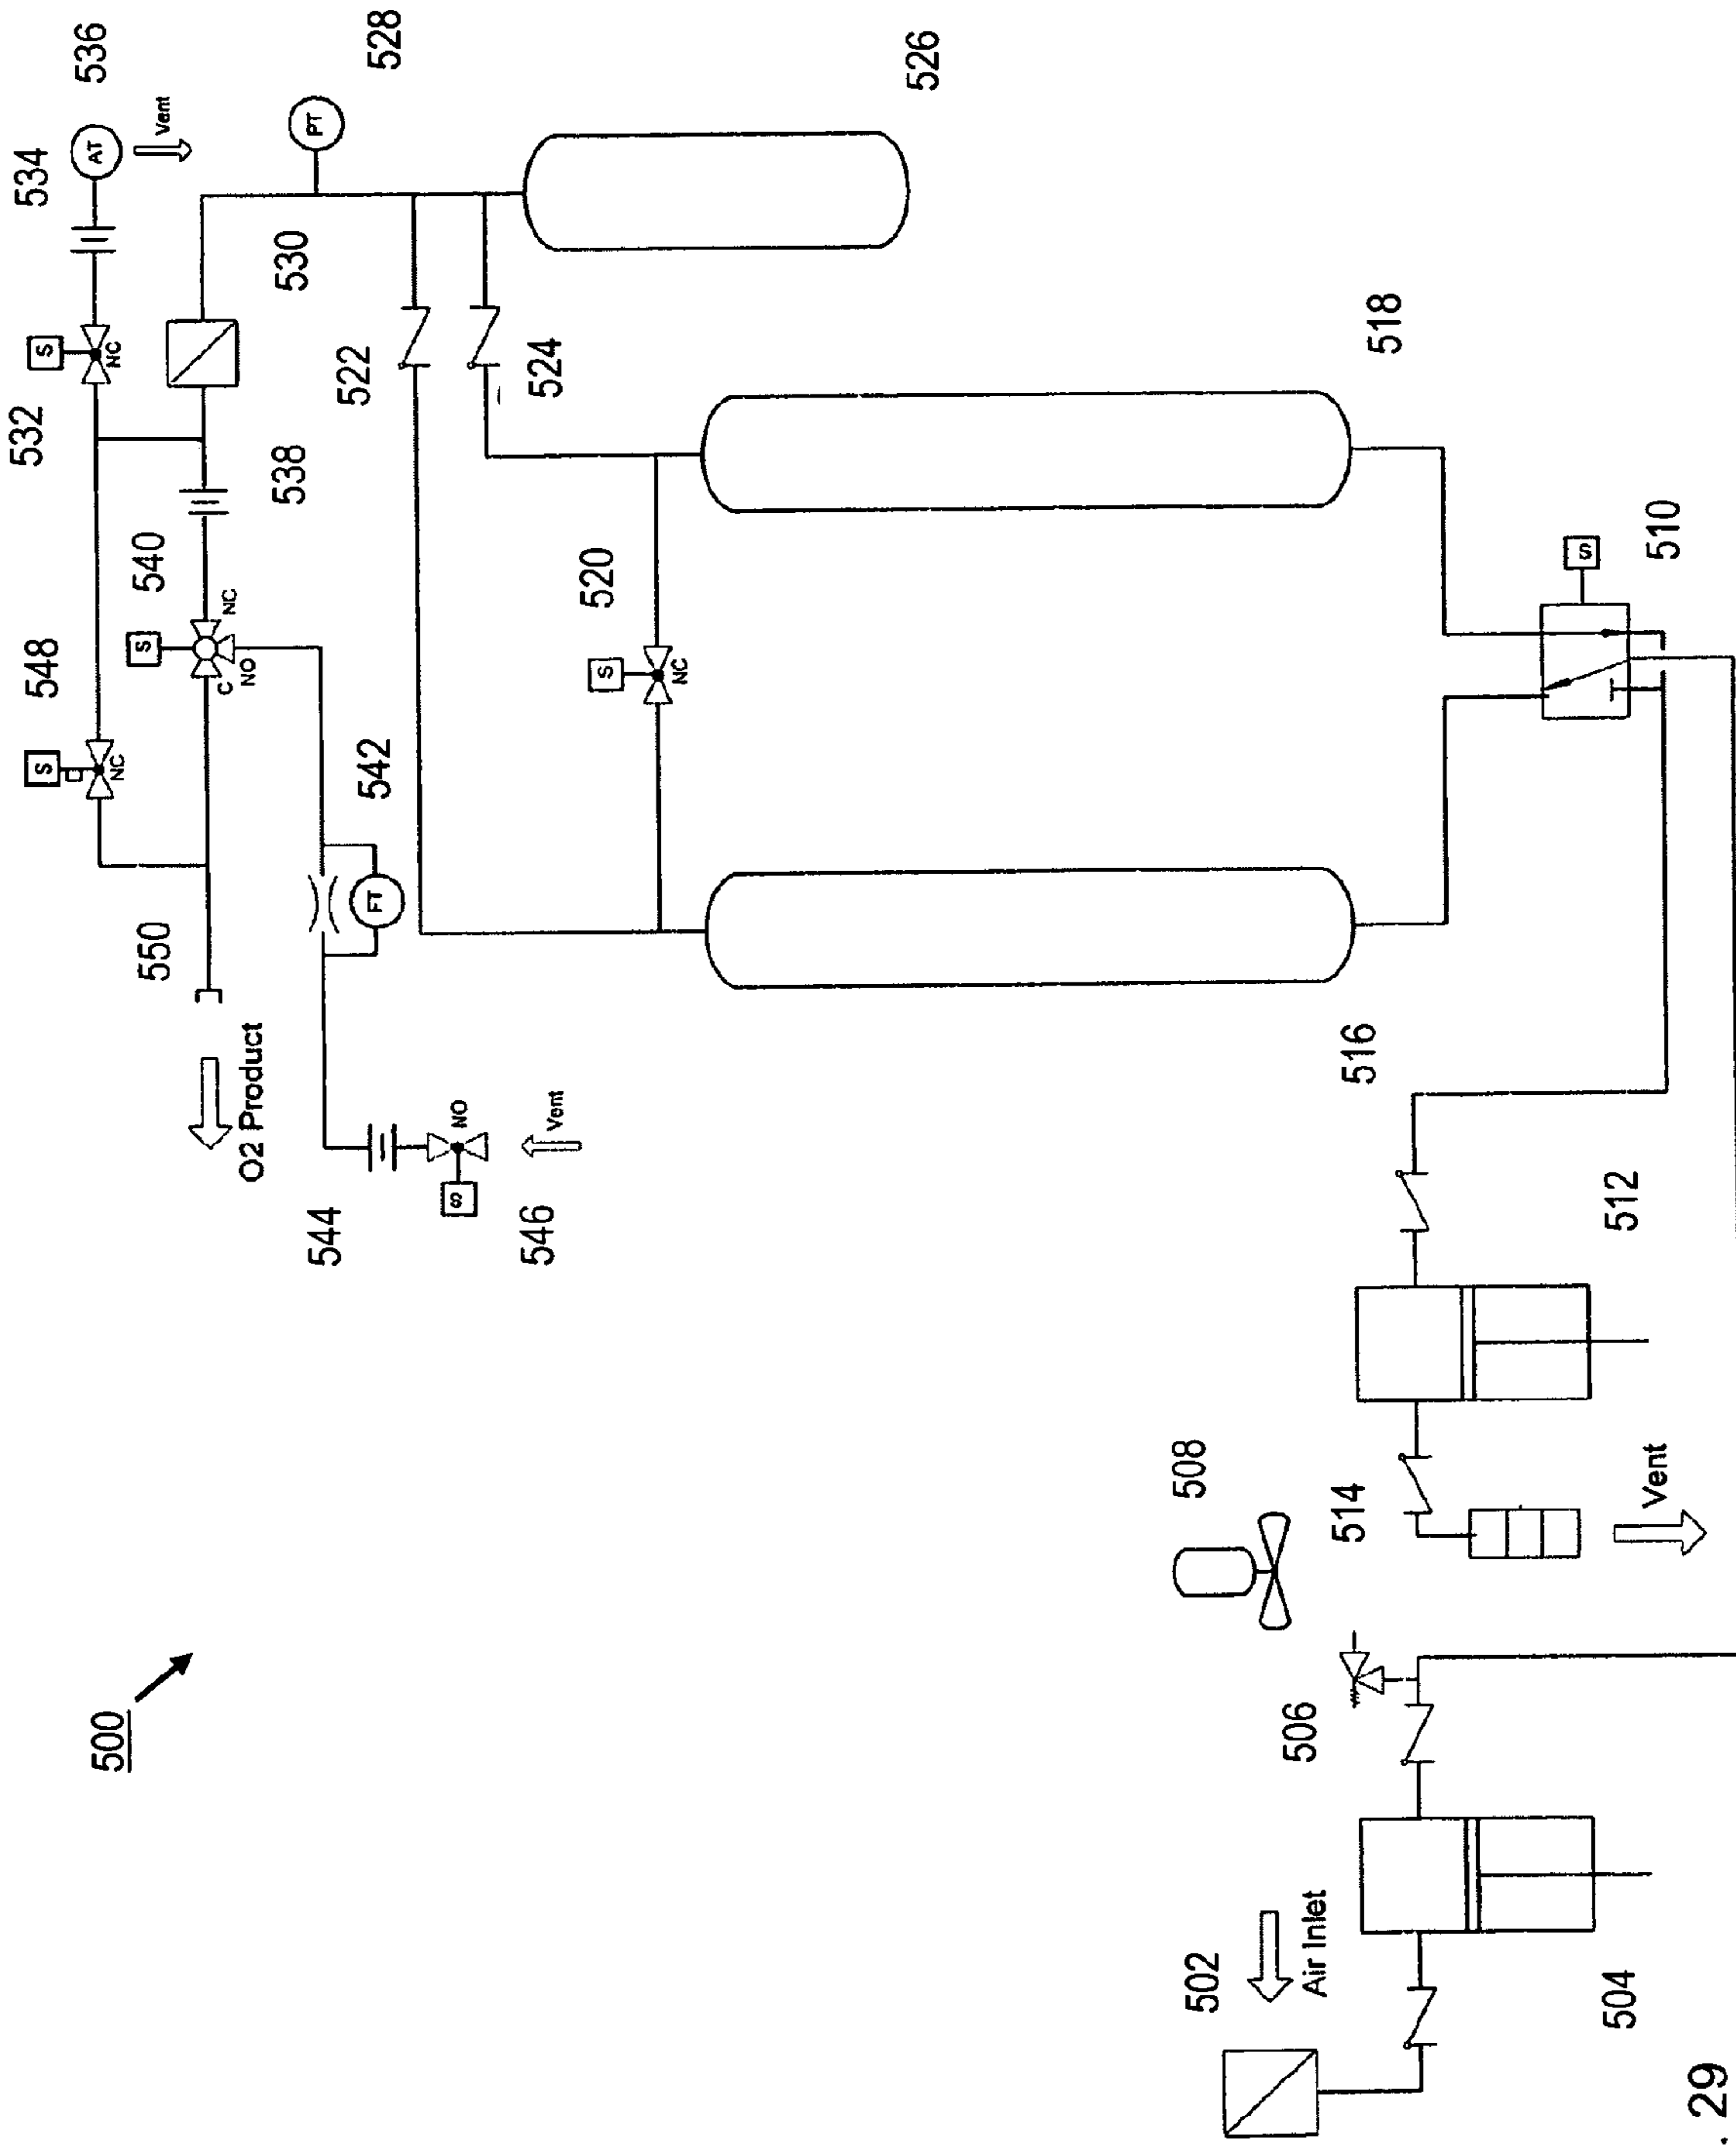 532
534
S
S
536
NC
AT
500
548
NC
S
550
540
Vent
C
NC
NO
O2 Product
538
530
PT
544
542
522
528
FT
S
NO
546
524
Vent
520
S
NC
526
508
502
506
Air Inlet
514
516
518
504
512
S
Vent
510
. 29